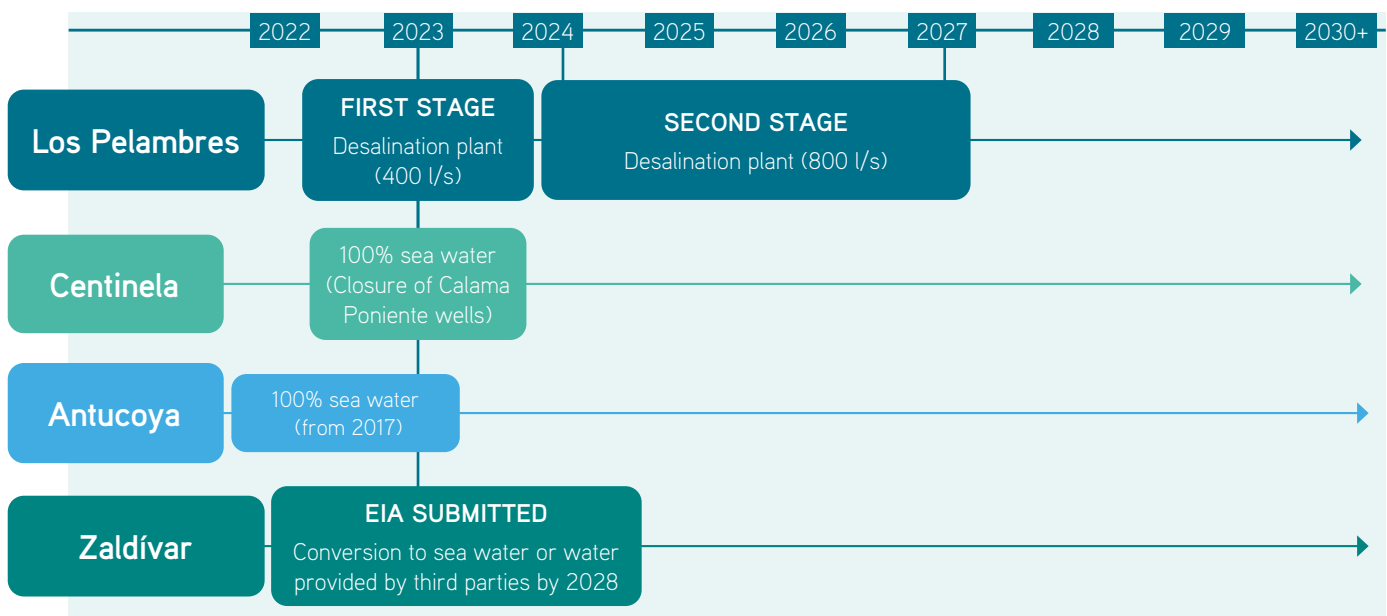 2022 2023 2024 2025 2026 2027 2028 2029 2030+
Los Pelambres
FIRST STAGE
Desalination plant
(400 l/s)
SECOND STAGE
Desalination plant (800 l/s)
Centinela
100% sea water
(Closure of Calama
Poniente wells)
Antucoya
100% sea water
(from 2017)
Zaldívar
EIA SUBMITTED
Conversion to sea water or water
provided by third parties by 2028